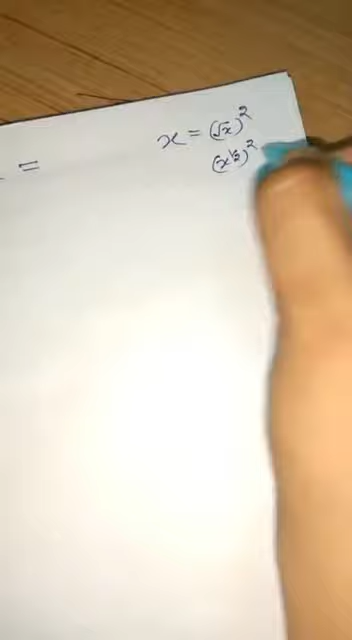 x = (√x)²
(x^½)²
=